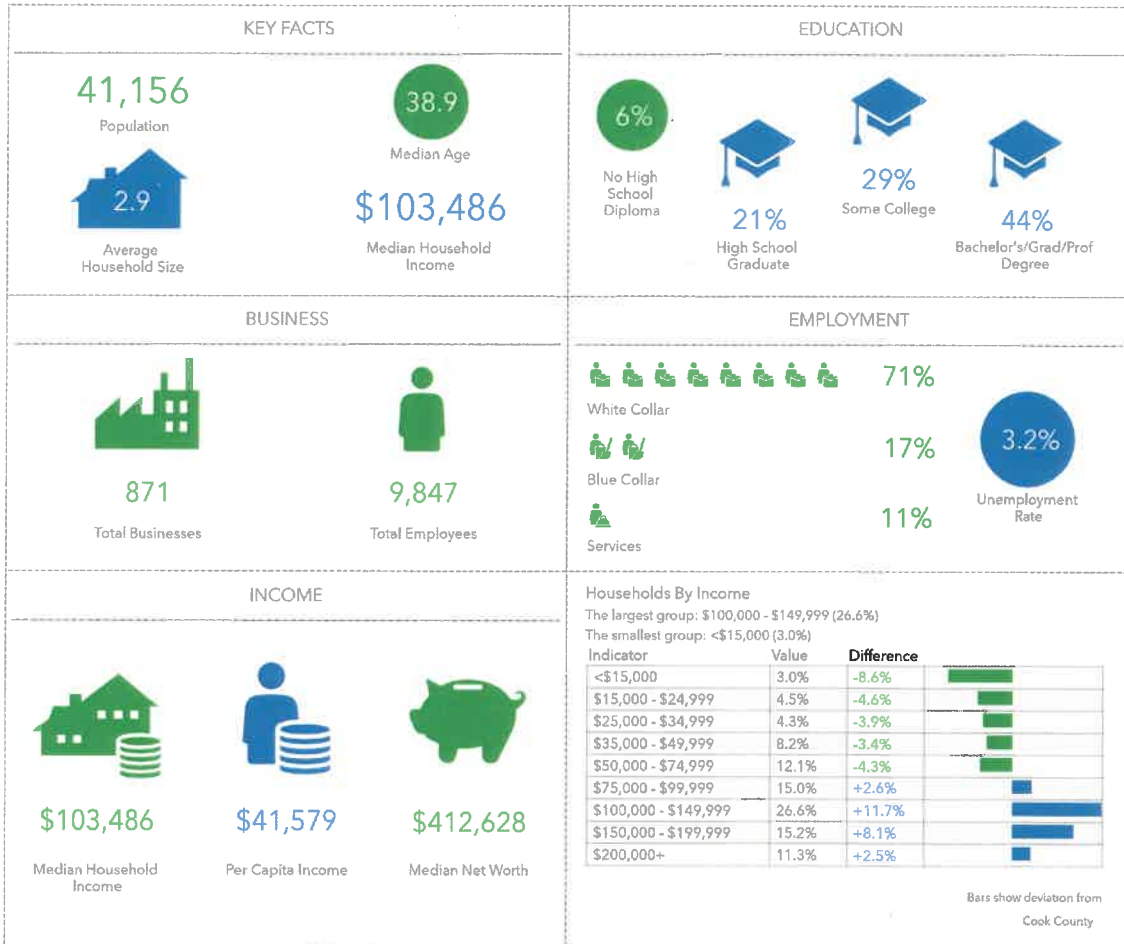 KEY FACTS
41,156
Population
38.9
Median Age
2.9
Average
Household Size
$103,486
Median Household
Income
EDUCATION
6%
No High
School
Diploma
21%
High School
Graduate
29%
Some College
44%
Bachelor's/Grad/Prof
Degree
BUSINESS
871
Total Businesses
9,847
Total Employees
EMPLOYMENT
71%
White Collar
17%
Blue Collar
11%
Services
3.2%
Unemployment
Rate
INCOME
$103,486
Median Household
Income
$41,579
Per Capita Income
$412,628
Median Net Worth
Households By Income
The largest group: $100,000 - $149,999 (26.6%)
The smallest group: <$15,000 (3.0%)
Indicator Value Difference
<$15,000 3.0% -8.6%
$15,000 - $24,999 4.5% -4.6%
$25,000 - $34,999 4.3% -3.9%
$35,000 - $49,999 8.2% -3.4%
$50,000 - $74,999 12.1% -4.3%
$75,000 - $99,999 15.0% +2.6%
$100,000 - $149,999 26.6% +11.7%
$150,000 - $199,999 15.2% +8.1%
$200,000+ 11.3% +2.5%
Bars show deviation from
Cook County